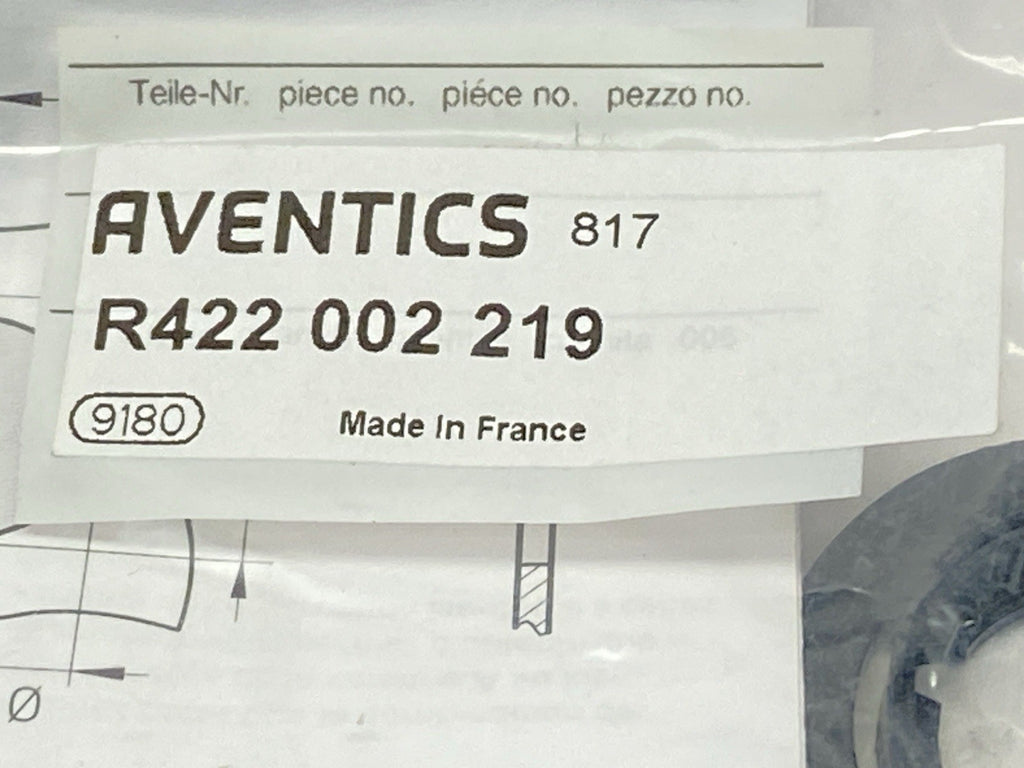 Teile-Nr. piece no. piéce no. pezzo no.
AVENTICS 817
R422 002 219
9180 Made In France
Ø